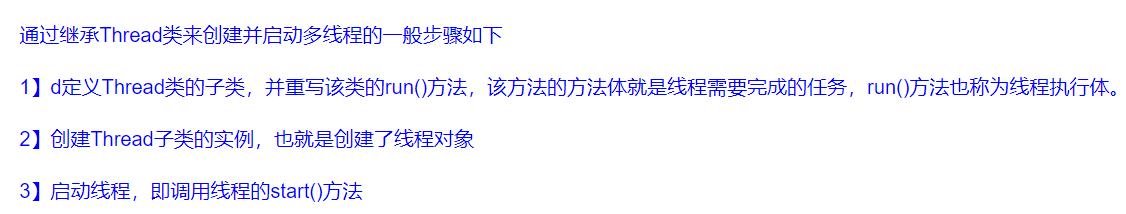 通过继承Thread类来创建并启动多线程的一般步骤如下
1】d定义Thread类的子类，并重写该类的run()方法，该方法的方法体就是线程需要完成的任务，run()方法也称为线程执行体。
2】创建Thread子类的实例，也就是创建了线程对象
3】启动线程，即调用线程的start()方法